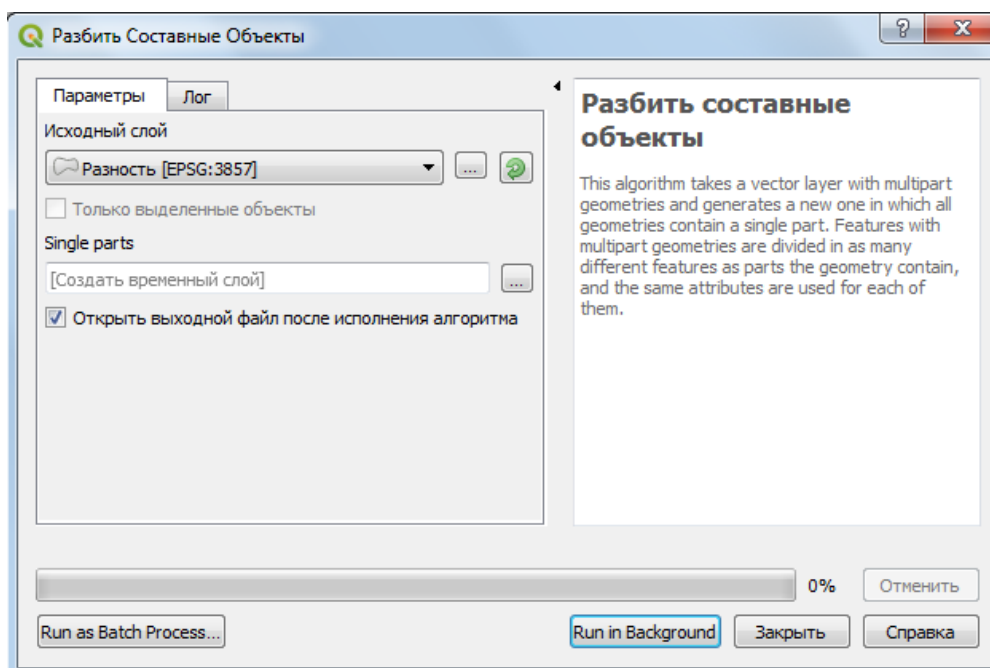 Разбить Составные Объекты
Параметры
Лог
Исходный слой
Разность [EPSG:3857]
...
Только выделенные объекты
Single parts
[Создать временный слой]
...
Открыть выходной файл после исполнения алгоритма
Разбить составные
объекты
This algorithm takes a vector layer with multipart
geometries and generates a new one in which all
geometries contain a single part. Features with
multipart geometries are divided in as many
different features as parts the geometry contain,
and the same attributes are used for each of
them.
0%
Отменить
Run as Batch Process...
Run in Background
Закрыть
Справка